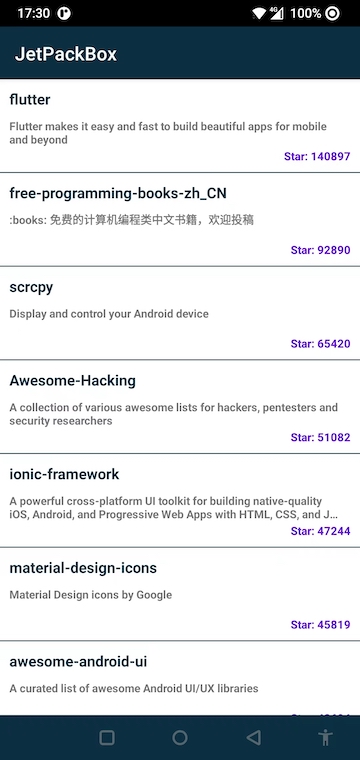 17:30 4G 100%
JetPackBox
flutter
Flutter makes it easy and fast to build beautiful apps for mobile
and beyond
Star: 140897
free-programming-books-zh_CN
:books: 免费的计算机编程类中文书籍，欢迎投稿
Star: 92890
scrcpy
Display and control your Android device
Star: 65420
Awesome-Hacking
A collection of various awesome lists for hackers, pentesters and
security researchers
Star: 51082
ionic-framework
A powerful cross-platform UI toolkit for building native-quality
iOS, Android, and Progressive Web Apps with HTML, CSS, and J…
Star: 47244
material-design-icons
Material Design icons by Google
Star: 45819
awesome-android-ui
A curated list of awesome Android UI/UX libraries